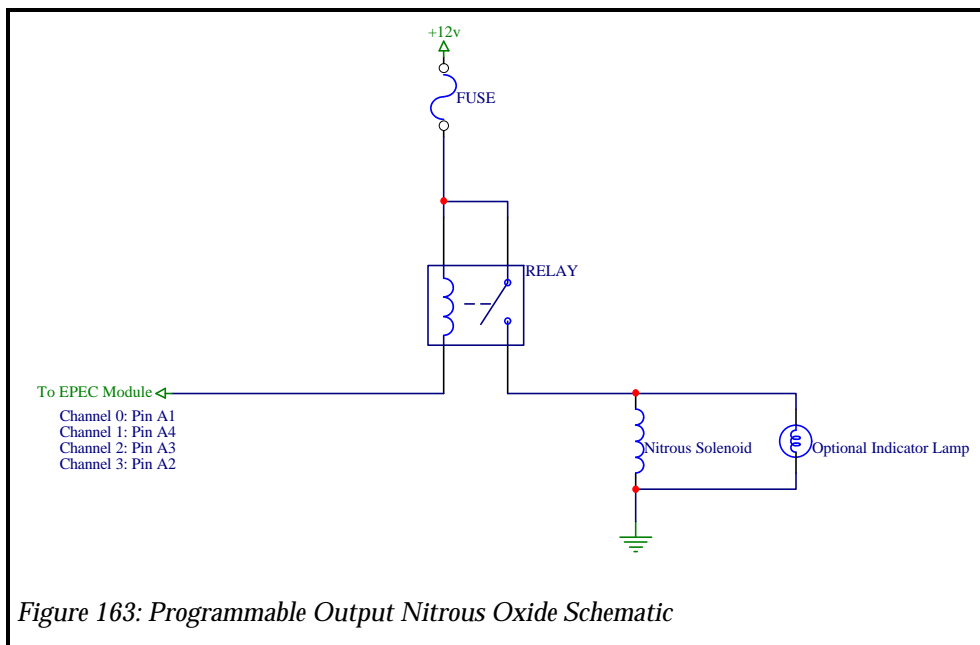 +12v
FUSE
RELAY
To EPEC Module
Channel 0: Pin A1
Channel 1: Pin A4
Channel 2: Pin A3
Channel 3: Pin A2
Nitrous Solenoid
Optional Indicator Lamp
Figure 163: Programmable Output Nitrous Oxide Schematic